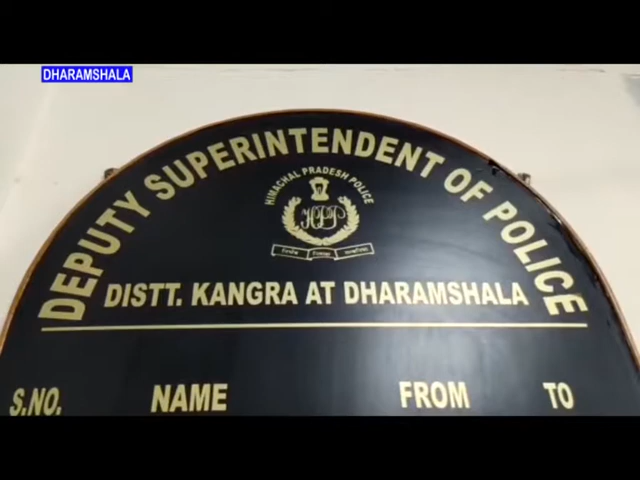 DHARAMSHALA
DEPUTY SUPERINTENDENT OF POLICE
HIMACHAL PRADESH POLICE
HPP
DISTT. KANGRA AT DHARAMSHALA
S.NO. NAME FROM TO